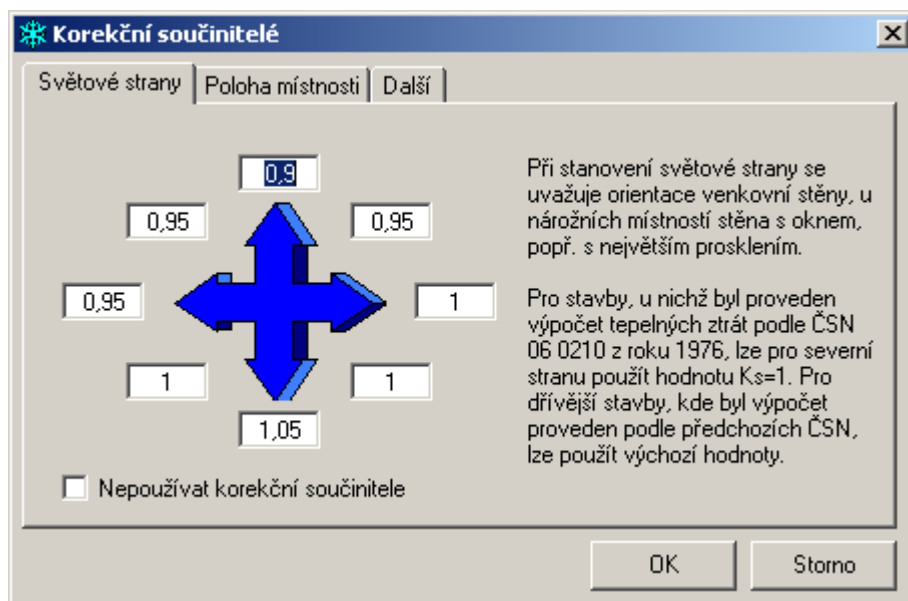 Korekční součinitelé
Světové strany Poloha místnosti Další
0,9
0,95 0,95
0,95 1
1 1
1,05
Při stanovení světové strany se
uvažuje orientace venkovní stěny, u
nárožních místností stěna s oknem,
popř. s největším prosklením.
Pro stavby, u nichž byl proveden
výpočet tepelných ztrát podle ČSN
06 0210 z roku 1976, lze pro severní
stranu použít hodnotu Ks=1. Pro
dřívější stavby, kde byl výpočet
proveden podle předchozích ČSN,
lze použít výchozí hodnoty.
Nepoužívat korekční součinitele
OK Storno